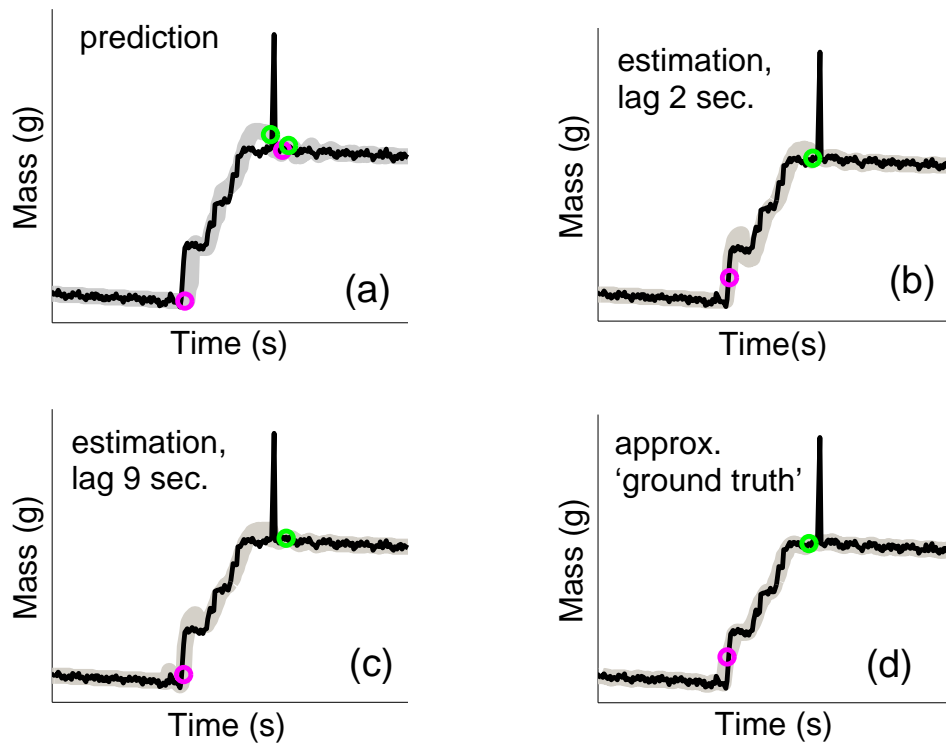 prediction
Mass (g)
(a)
Time (s)
estimation,
lag 2 sec.
Mass (g)
(b)
Time(s)
estimation,
lag 9 sec.
Mass (g)
(c)
Time (s)
approx.
‘ground truth’
Mass (g)
(d)
Time (s)